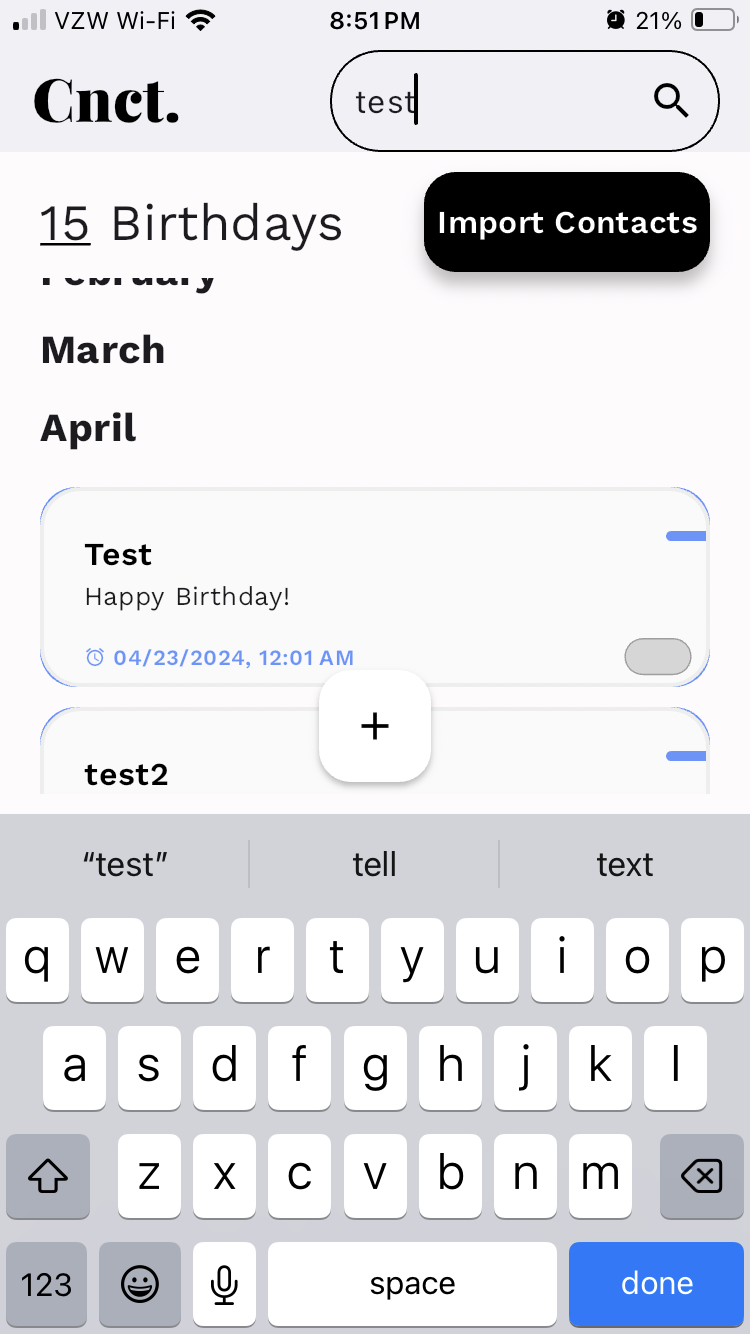 VZW Wi-Fi 8:51 PM 21%
Cnct.
test
15 Birthdays
Import Contacts
February
March
April
Test
Happy Birthday!
04/23/2024, 12:01 AM
+
test2
“test” tell text
q w e r t y u i o p
a s d f g h j k l
z x c v b n m
123 space done